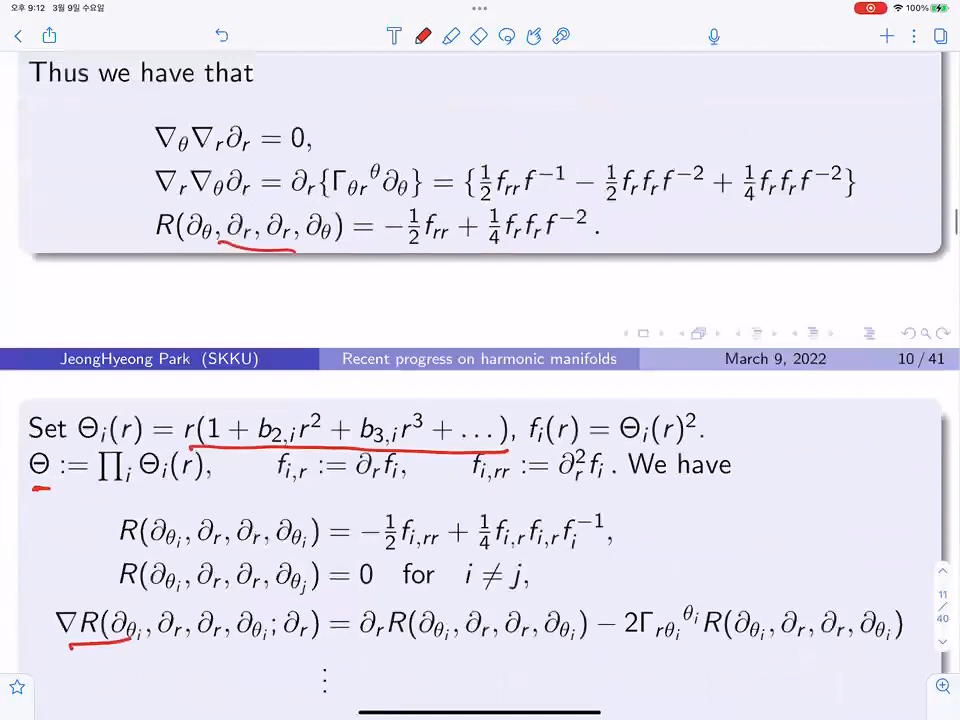 오후 9:12 3월 9일 수요일
100%
Thus we have that
∇_θ∇_r∂_r = 0,
∇_r∇_θ∂_r = ∂_r{Γ_{θr}^θ∂_θ} = {½f_{rr}f^{-1} − ½f_rf_rf^{-2} + ¼f_rf_rf^{-2}}
R(∂_θ, ∂_r, ∂_r, ∂_θ) = −½f_{rr} + ¼f_rf_rf^{-2}.
JeongHyeong Park (SKKU) Recent progress on harmonic manifolds March 9, 2022 10 / 41
Set Θ_i(r) = r(1 + b_{2,i}r^2 + b_{3,i}r^3 + ...), f_i(r) = Θ_i(r)^2.
Θ := ∏_i Θ_i(r), f_{i,r} := ∂_rf_i, f_{i,rr} := ∂_r^2f_i. We have
R(∂_{θ_i}, ∂_r, ∂_r, ∂_{θ_i}) = −½f_{i,rr} + ¼f_{i,r}f_{i,r}f_i^{-1},
R(∂_{θ_i}, ∂_r, ∂_r, ∂_{θ_j}) = 0 for i ≠ j,
∇R(∂_{θ_i}, ∂_r, ∂_r, ∂_{θ_i}; ∂_r) = ∂_rR(∂_{θ_i}, ∂_r, ∂_r, ∂_{θ_i}) − 2Γ_{rθ_i}^{θ_i}R(∂_{θ_i}, ∂_r, ∂_r, ∂_{θ_i})
⋮
11
/
40